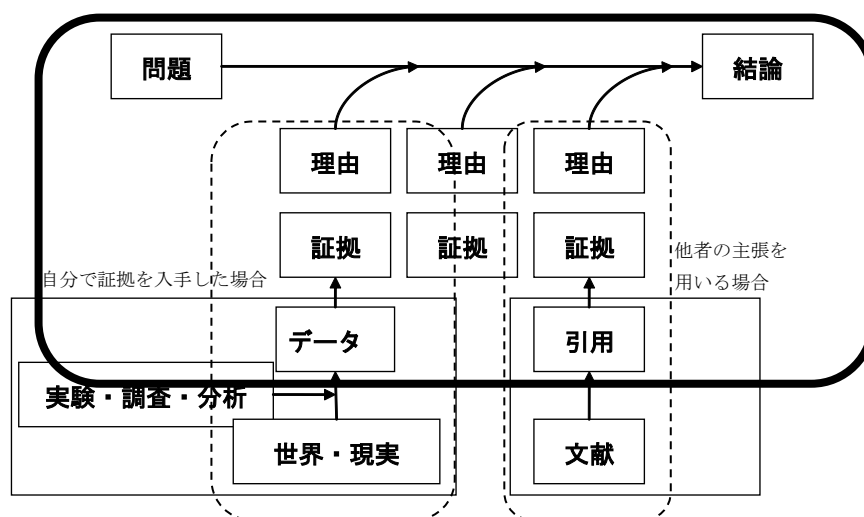 問題
結論
理由
理由
理由
証拠
証拠
証拠
他者の主張を
用いる場合
自分で証拠を入手した場合
データ
引用
実験・調査・分析
世界・現実
文献